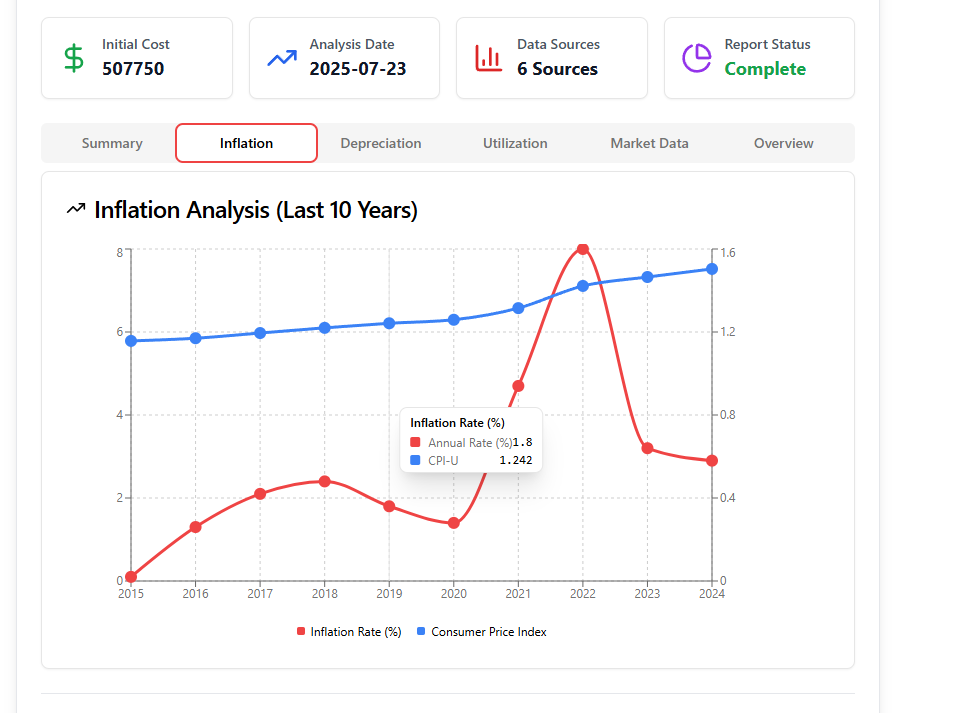 Initial Cost
507750
Analysis Date
2025-07-23
Data Sources
6 Sources
Report Status
Complete
Summary Inflation Depreciation Utilization Market Data Overview
Inflation Analysis (Last 10 Years)
8 1.6
6 1.2
4 0.8
2 0.4
0 0
Inflation Rate (%)
Annual Rate (%)1.8
CPI-U 1.242
2015 2016 2017 2018 2019 2020 2021 2022 2023 2024
Inflation Rate (%) Consumer Price Index